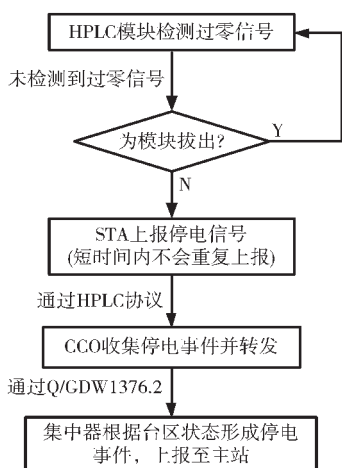 HPLC模块检测过零信号
未检测到过零信号
为模块拔出?
Y
N
STA上报停电信号
(短时间内不会重复上报)
通过HPLC协议
CCO收集停电事件并转发
通过Q/GDW1376.2
集中器根据台区状态形成停电
事件，上报至主站